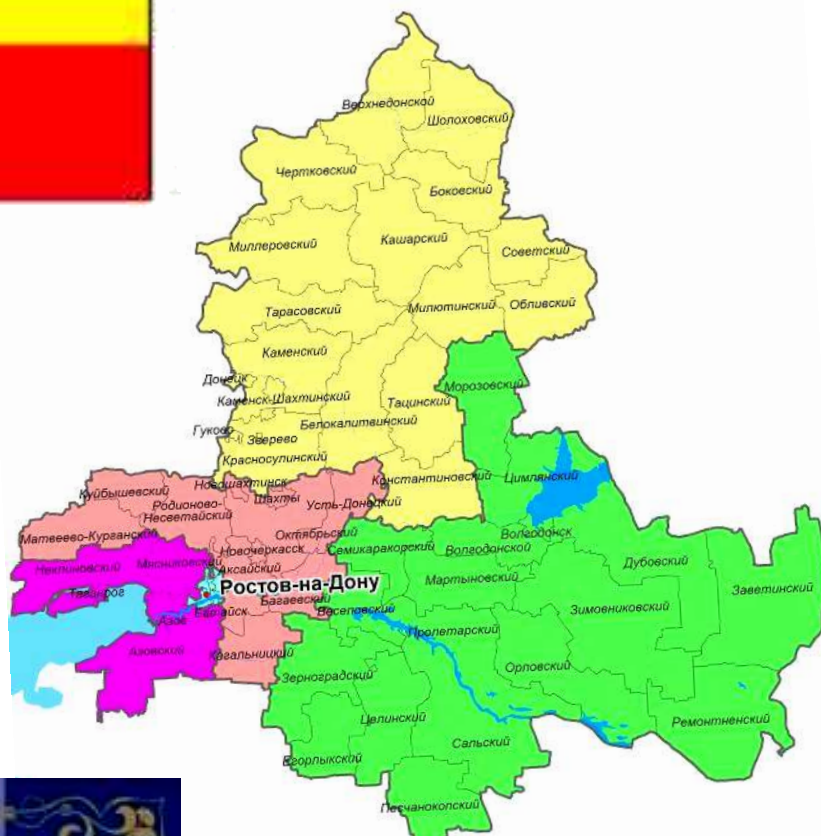 Верхнедонской
Шолоховский
Чертковский
Боковский
Миллеровский
Кашарский
Советский
Тарасовский
Милютинский
Обливский
Каменский
Донецк
Морозовский
Каменск-Шахтинский
Тацинский
Гуково
Белокалитвинский
Зверево
Красносулинский
Константиновский
Цимлянский
Куйбышевский
Новошахтинск
Шахты
Усть-Донецкий
Родионово-
Несветайский
Матвеево-Курганский
Октябрьский
Волгодонск
Новочеркасск
Семикаракорский
Волгодонской
Неклиновский
Мясниковский
Аксайский
Дубовский
Ростов-на-Дону
Мартыновский
Заветинский
Таганрог
Багаевский
Зимовниковский
Батайск
Веселовский
Азов
Пролетарский
Азовский
Кагальницкий
Орловский
Зерноградский
Целинский
Ремонтненский
Сальский
Егорлыкский
Песчанокопский